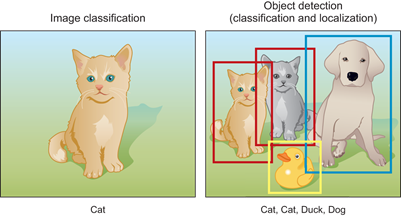 Image classification
Object detection
(classification and localization)
Cat
Cat, Cat, Duck, Dog